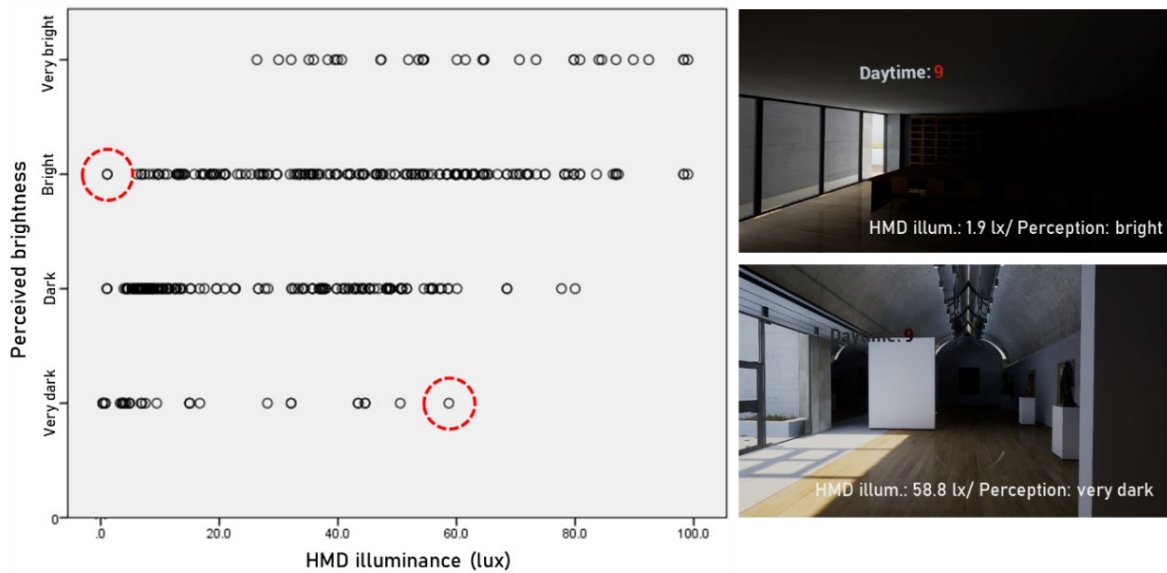 Perceived brightness
Very bright
Bright
Dark
Very dark
0
.0 20.0 40.0 60.0 80.0 100.0
HMD illuminance (lux)
Daytime: 9
HMD illum.: 1.9 lx/ Perception: bright
Daytime: 9
HMD illum.: 58.8 lx/ Perception: very dark